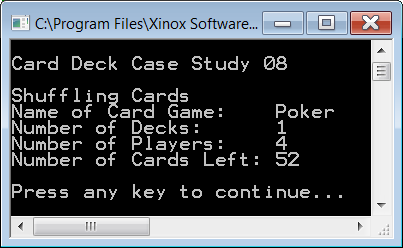 C:\Program Files\Xinox Software...
Card Deck Case Study 08
Shuffling Cards
Name of Card Game: Poker
Number of Decks: 1
Number of Players: 4
Number of Cards Left: 52
Press any key to continue...